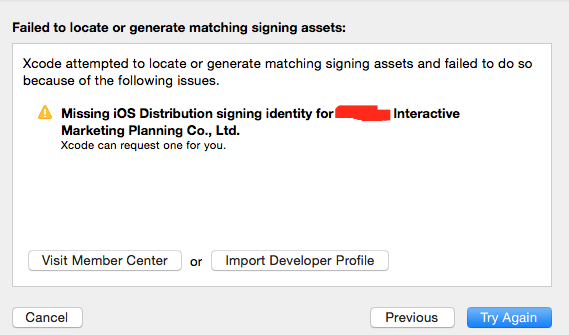 Failed to locate or generate matching signing assets:
Xcode attempted to locate or generate matching signing assets and failed to do so
because of the following issues.
Missing iOS Distribution signing identity for Interactive
Marketing Planning Co., Ltd.
Xcode can request one for you.
Visit Member Center or Import Developer Profile
Cancel Previous Try Again